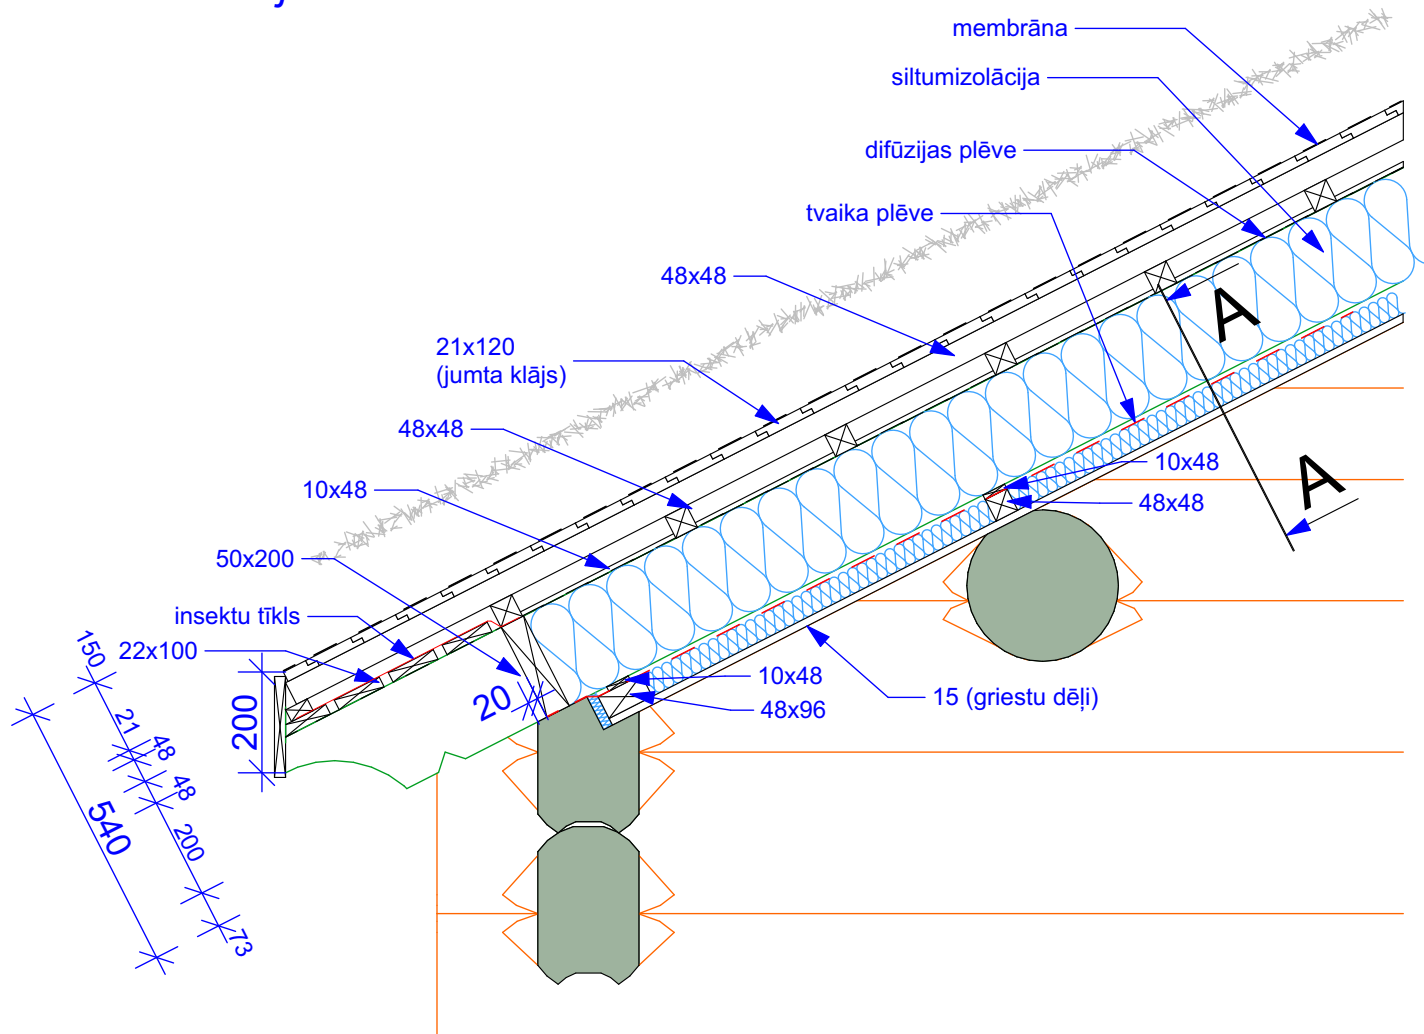 membrāna
siltumizolācija
difūzijas plēve
tvaika plēve
48x48
21x120
(jumta klājs)
48x48
10x48
50x200
insektu tīkls
22x100
A
A
10x48
48x48
10x48
48x96
15 (griestu dēļi)
20
200
150
21
48
48
200
73
540